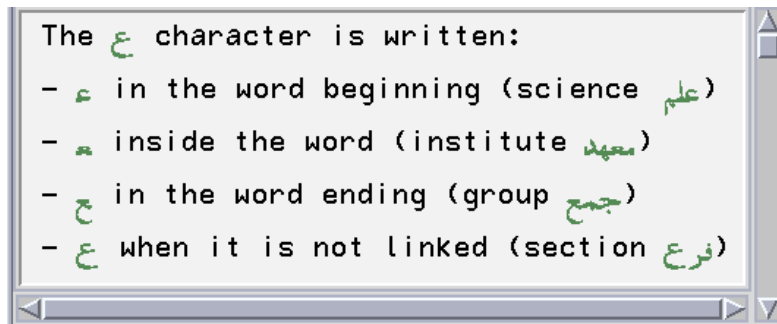 The ع character is written:
- ﻋ in the word beginning (science علم)
- ﻌ inside the word (institute معهد)
- ﻊ in the word ending (group جمع)
- ع when it is not linked (section فرع)